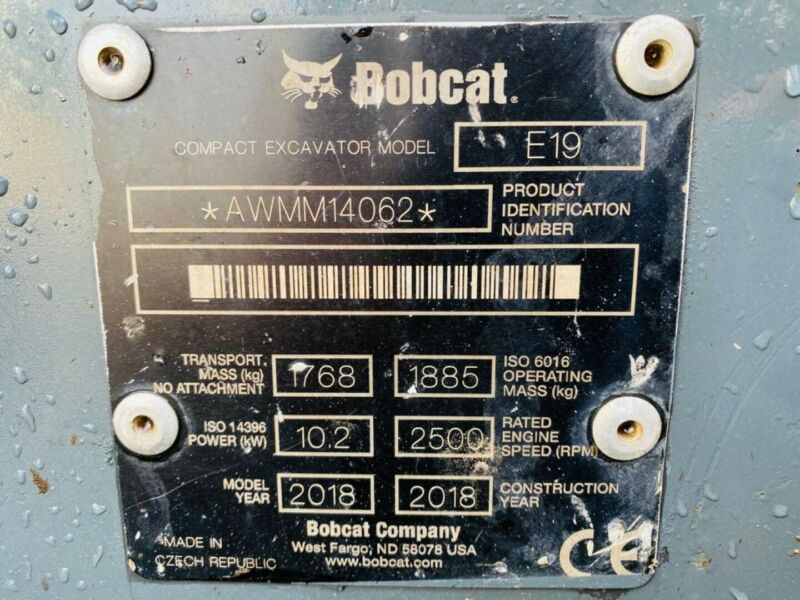 Bobcat.
COMPACT EXCAVATOR MODEL E19
*AWMM14062*
PRODUCT
IDENTIFICATION
NUMBER
TRANSPORT.
MASS (kg)
NO ATTACHMENT
1768
1885
ISO 6016
OPERATING
MASS (kg)
ISO 14396
POWER (kW)
10.2
2500
RATED
ENGINE
SPEED (RPM)
MODEL
YEAR
2018
2018
CONSTRUCTION
YEAR
Bobcat Company
West Fargo, ND 58078 USA
www.bobcat.com
MADE IN
CZECH REPUBLIC
CE